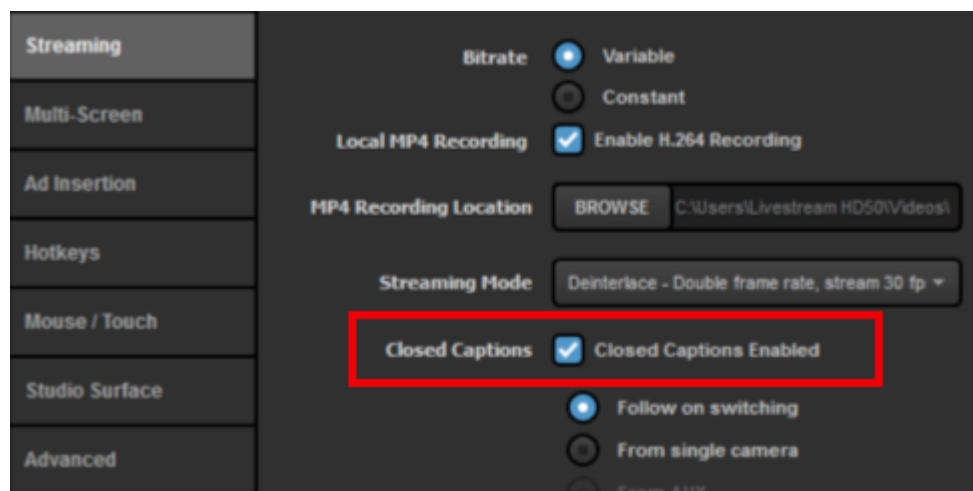 Streaming
Multi-Screen
Ad Insertion
Hotkeys
Mouse / Touch
Studio Surface
Advanced
Bitrate Variable
Constant
Local MP4 Recording Enable H.264 Recording
MP4 Recording Location BROWSE C:\Users\Livestream HD50\Videos\
Streaming Mode Deinterlace - Double frame rate, stream 30 fp
Closed Captions Closed Captions Enabled
Follow on switching
From single camera